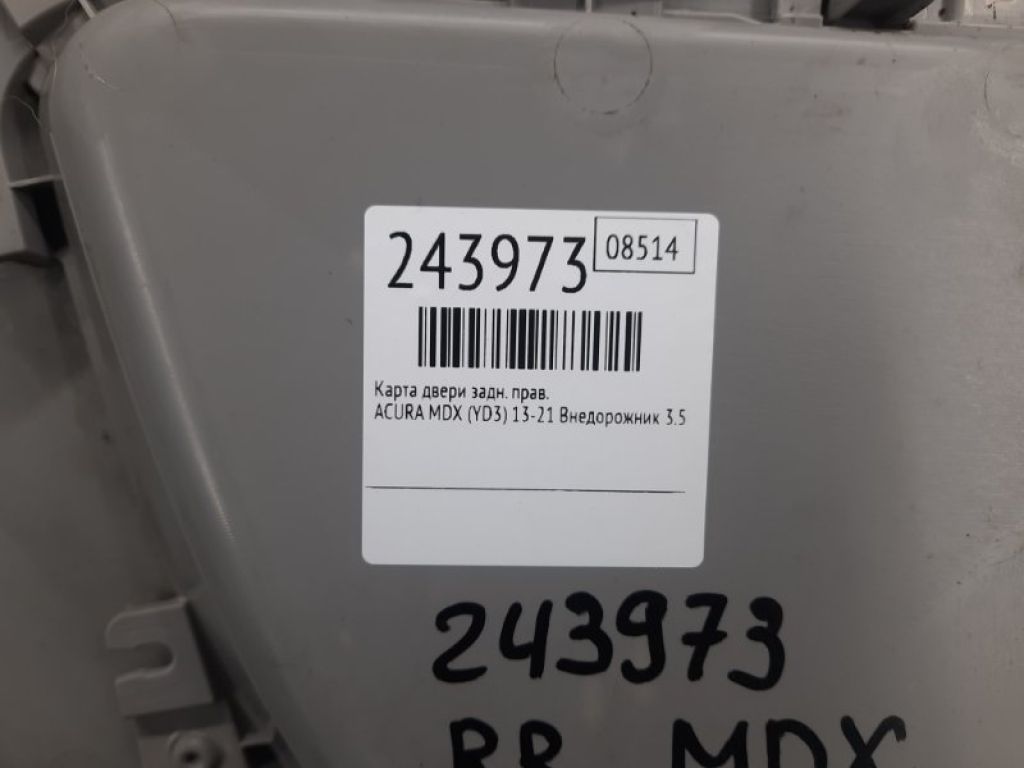 243973 08514
Карта двери задн. прав.
ACURA MDX (YD3) 13-21 Внедорожник 3.5
243973
RR MDX